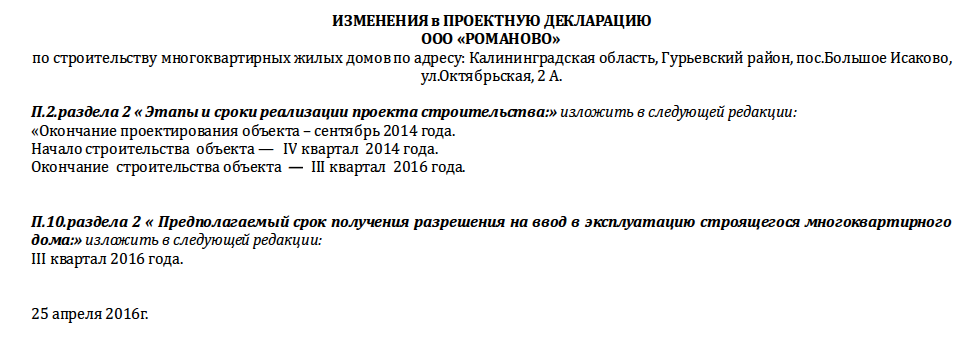 ИЗМЕНЕНИЯ в ПРОЕКТНУЮ ДЕКЛАРАЦИЮ
ООО «РОМАНОВО»
по строительству многоквартирных жилых домов по адресу: Калининградская область, Гурьевский район, пос.Большое Исаково,
ул.Октябрьская, 2 А.
П.2.раздела 2 « Этапы и сроки реализации проекта строительства:» изложить в следующей редакции:
«Окончание проектирования объекта – сентябрь 2014 года.
Начало строительства объекта — IV квартал 2014 года.
Окончание строительства объекта — III квартал 2016 года.
П.10.раздела 2 « Предполагаемый срок получения разрешения на ввод в эксплуатацию строящегося многоквартирного
дома:» изложить в следующей редакции:
III квартал 2016 года.
25 апреля 2016г.